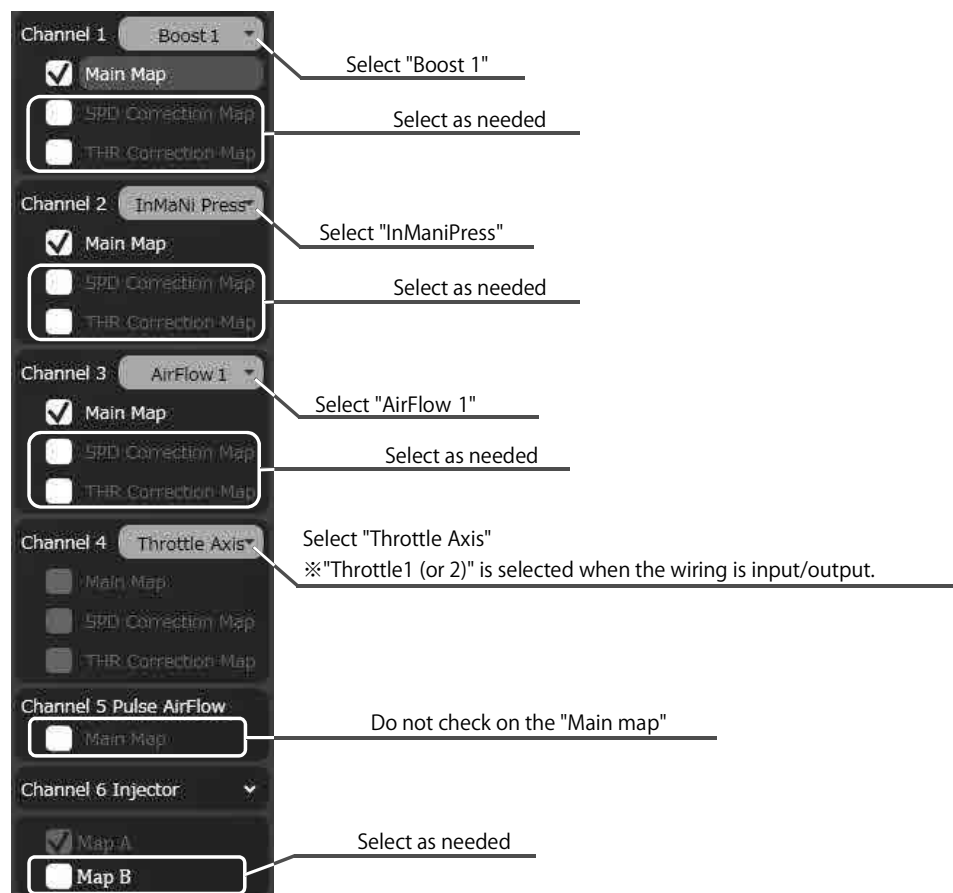 Channel 1 Boost 1
Select "Boost 1"
Main Map
SPD Correction Map
Select as needed
THR Correction Map
Channel 2 InMaNi Press
Select "InManiPress"
Main Map
SPD Correction Map
Select as needed
THR Correction Map
Channel 3 AirFlow 1
Select "AirFlow 1"
Main Map
SPD Correction Map
Select as needed
THR Correction Map
Channel 4 Throttle Axis
Select "Throttle Axis"
※"Throttle1 (or 2)" is selected when the wiring is input/output.
Main Map
SPD Correction Map
THR Correction Map
Channel 5 Pulse AirFlow
Do not check on the "Main map"
Main Map
Channel 6 Injector
Map A
Select as needed
Map B